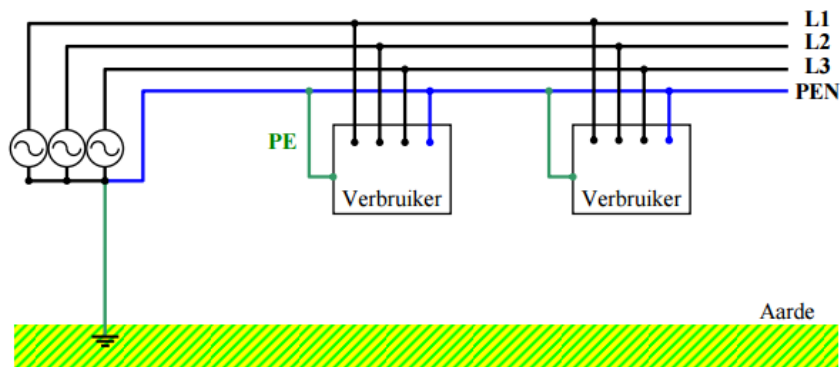 L1
L2
L3
PEN
PE
Verbruiker
Verbruiker
Aarde